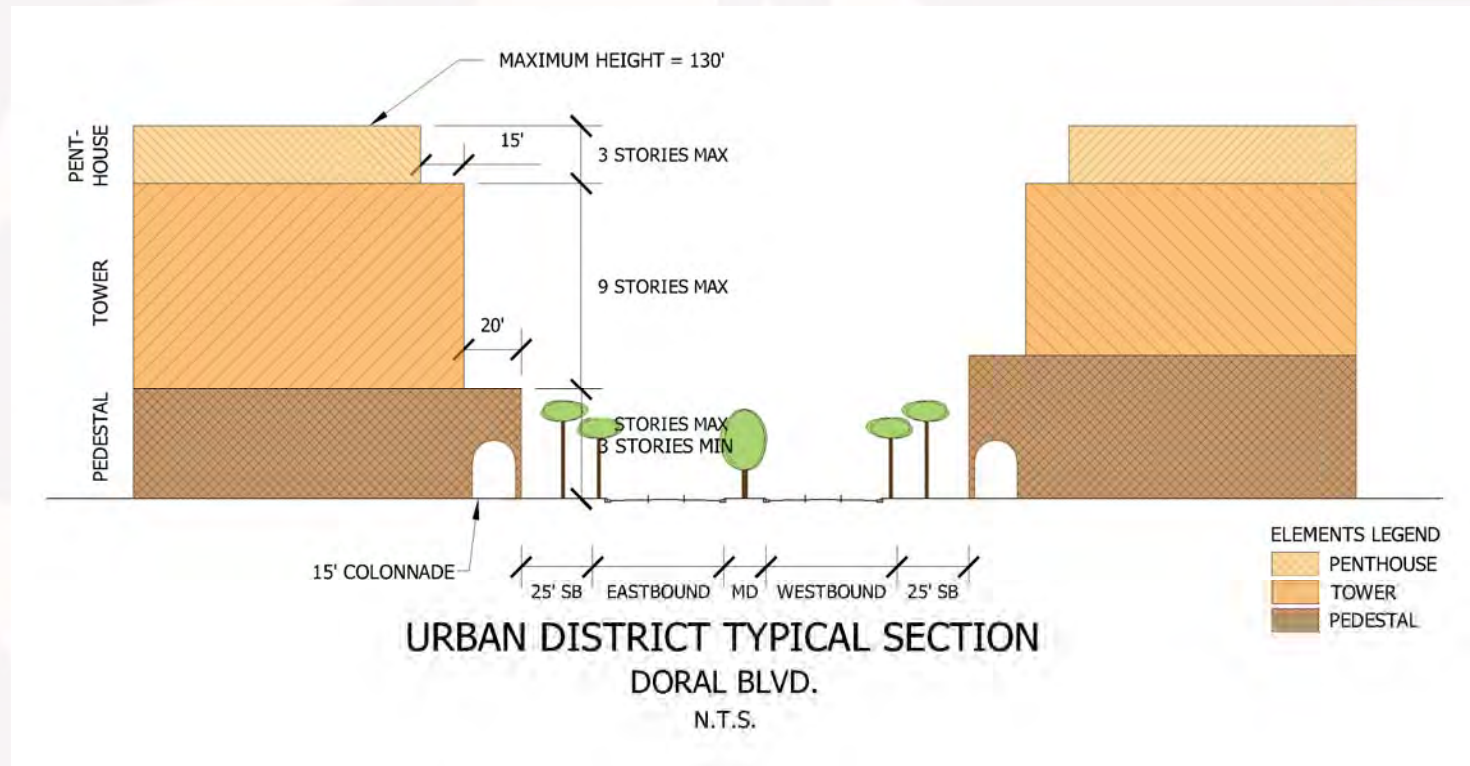 MAXIMUM HEIGHT = 130'
PENT-
HOUSE
15'
3 STORIES MAX
TOWER
9 STORIES MAX
20'
PEDESTAL
STORIES MAX
3 STORIES MIN
15' COLONNADE
25' SB
EASTBOUND
MD
WESTBOUND
25' SB
ELEMENTS LEGEND
PENTHOUSE
TOWER
PEDESTAL
URBAN DISTRICT TYPICAL SECTION
DORAL BLVD.
N.T.S.